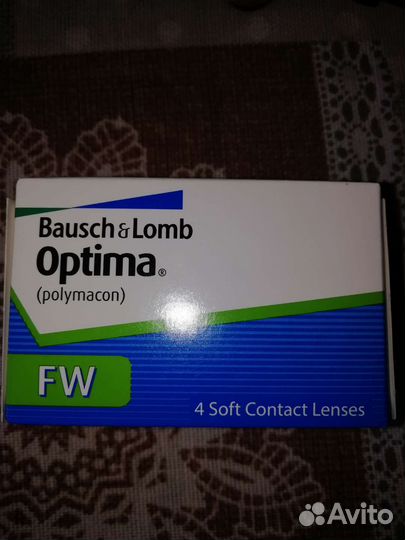 Bausch & Lomb
Optima®
(polymacon)
FW
4 Soft Contact Lenses
Avito